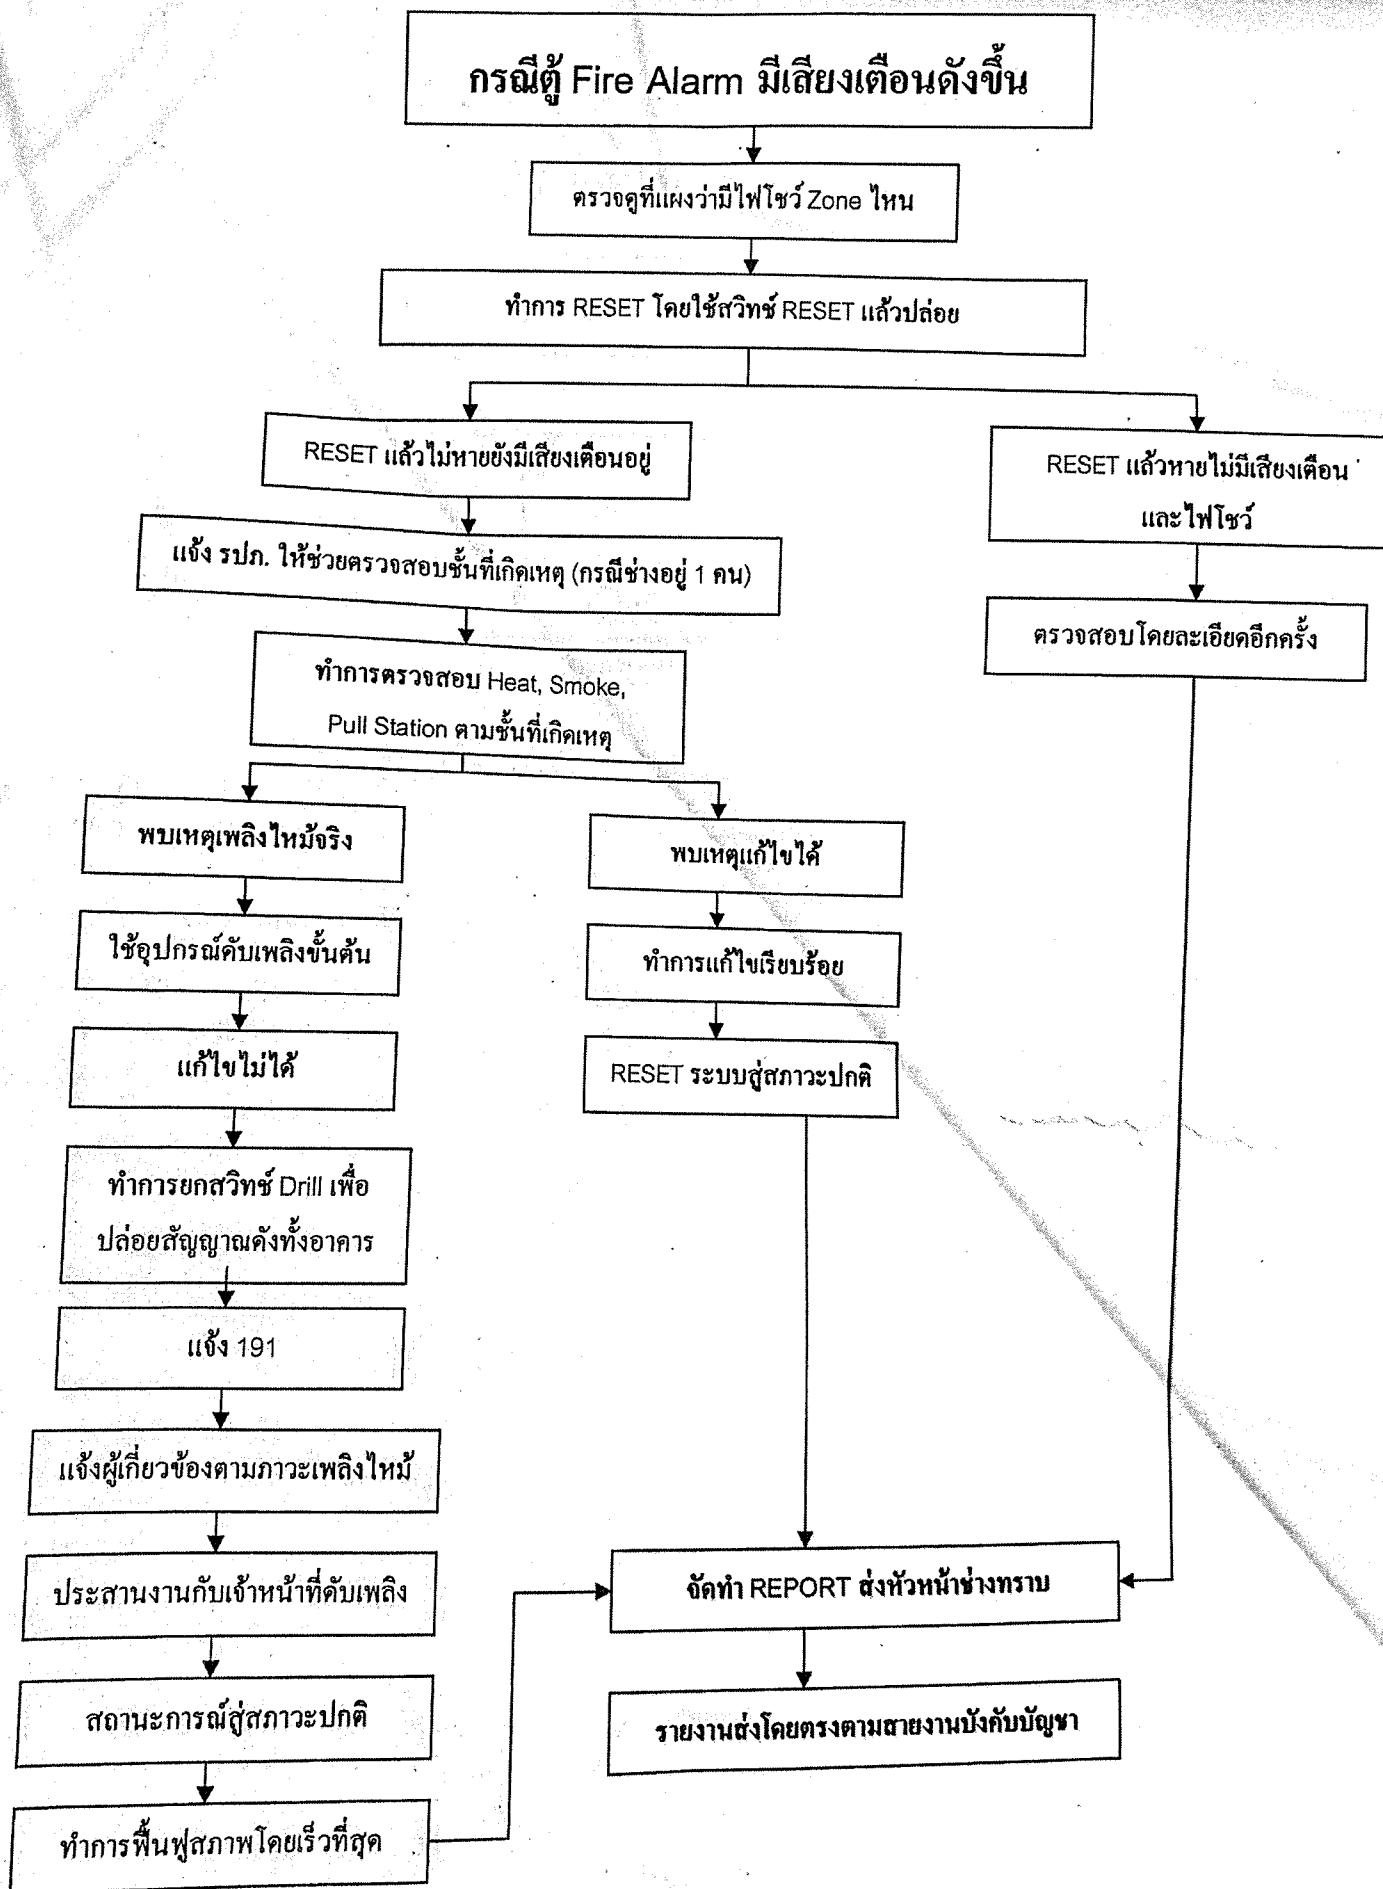 กรณีตู้ Fire Alarm มีเสียงเตือนดังขึ้น
ตรวจดูที่แผงว่ามีไฟโชว์ Zone ไหน
ทำการ RESET โดยใช้สวิทช์ RESET แล้วปล่อย
RESET แล้วไม่หายยังมีเสียงเตือนอยู่
RESET แล้วหายไม่มีเสียงเตือน
และไฟโชว์
แจ้ง รปภ. ให้ช่วยตรวจสอบชั้นที่เกิดเหตุ (กรณีช่างอยู่ 1 คน)
ตรวจสอบโดยละเอียดอีกครั้ง
ทำการตรวจสอบ Heat, Smoke,
Pull Station ตามชั้นที่เกิดเหตุ
พบเหตุเพลิงไหม้จริง
พบเหตุแก้ไขได้
ใช้อุปกรณ์ดับเพลิงขั้นต้น
ทำการแก้ไขเรียบร้อย
แก้ไขไม่ได้
RESET ระบบสู่สภาวะปกติ
ทำการยกสวิทช์ Drill เพื่อ
ปล่อยสัญญาณดังทั้งอาคาร
แจ้ง 191
แจ้งผู้เกี่ยวข้องตามภาวะเพลิงไหม้
ประสานงานกับเจ้าหน้าที่ดับเพลิง
จัดทำ REPORT ส่งหัวหน้าช่างทราบ
สถานะการณ์สู่สภาวะปกติ
รายงานส่งโดยตรงตามสายงานบังคับบัญชา
ทำการฟื้นฟูสภาพโดยเร็วที่สุด